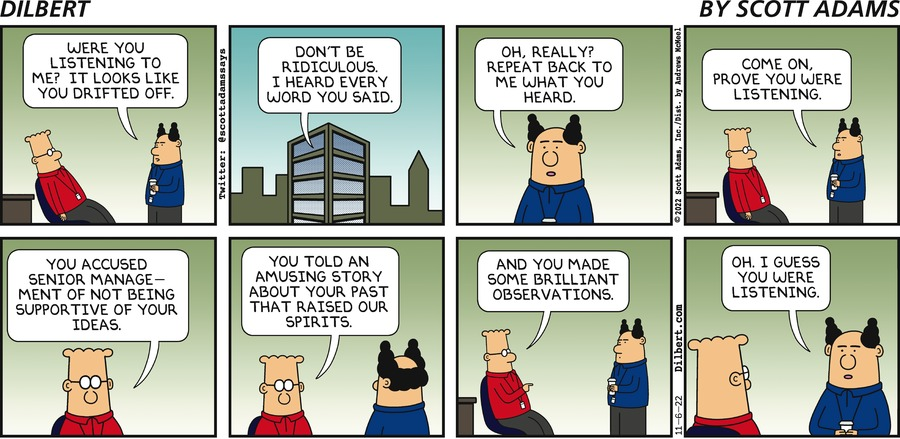 DILBERT
BY SCOTT ADAMS
WERE YOU
LISTENING TO
ME? IT LOOKS LIKE
YOU DRIFTED OFF.
Twitter: @scottadamssays
DON'T BE
RIDICULOUS.
I HEARD EVERY
WORD YOU SAID.
OH, REALLY?
REPEAT BACK TO
ME WHAT YOU
HEARD.
©2022 Scott Adams, Inc./Dist. by Andrews McMeel
COME ON,
PROVE YOU WERE
LISTENING.
YOU ACCUSED
SENIOR MANAGE–
MENT OF NOT BEING
SUPPORTIVE OF YOUR
IDEAS.
YOU TOLD AN
AMUSING STORY
ABOUT YOUR PAST
THAT RAISED OUR
SPIRITS.
AND YOU MADE
SOME BRILLIANT
OBSERVATIONS.
11-6-22 Dilbert.com
OH. I GUESS
YOU WERE
LISTENING.